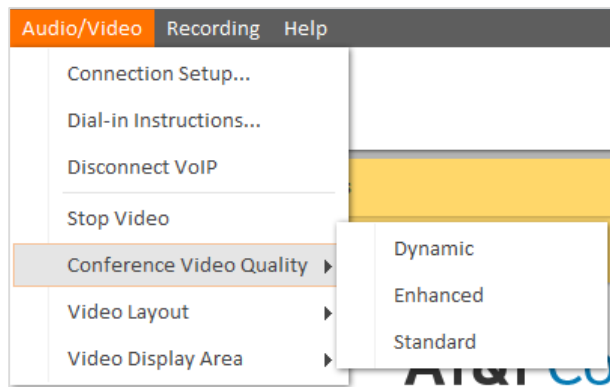 Audio/Video Recording Help
Connection Setup...
Dial-in Instructions...
Disconnect VoIP
Stop Video
Conference Video Quality
Dynamic
Enhanced
Standard
Video Layout
Video Display Area